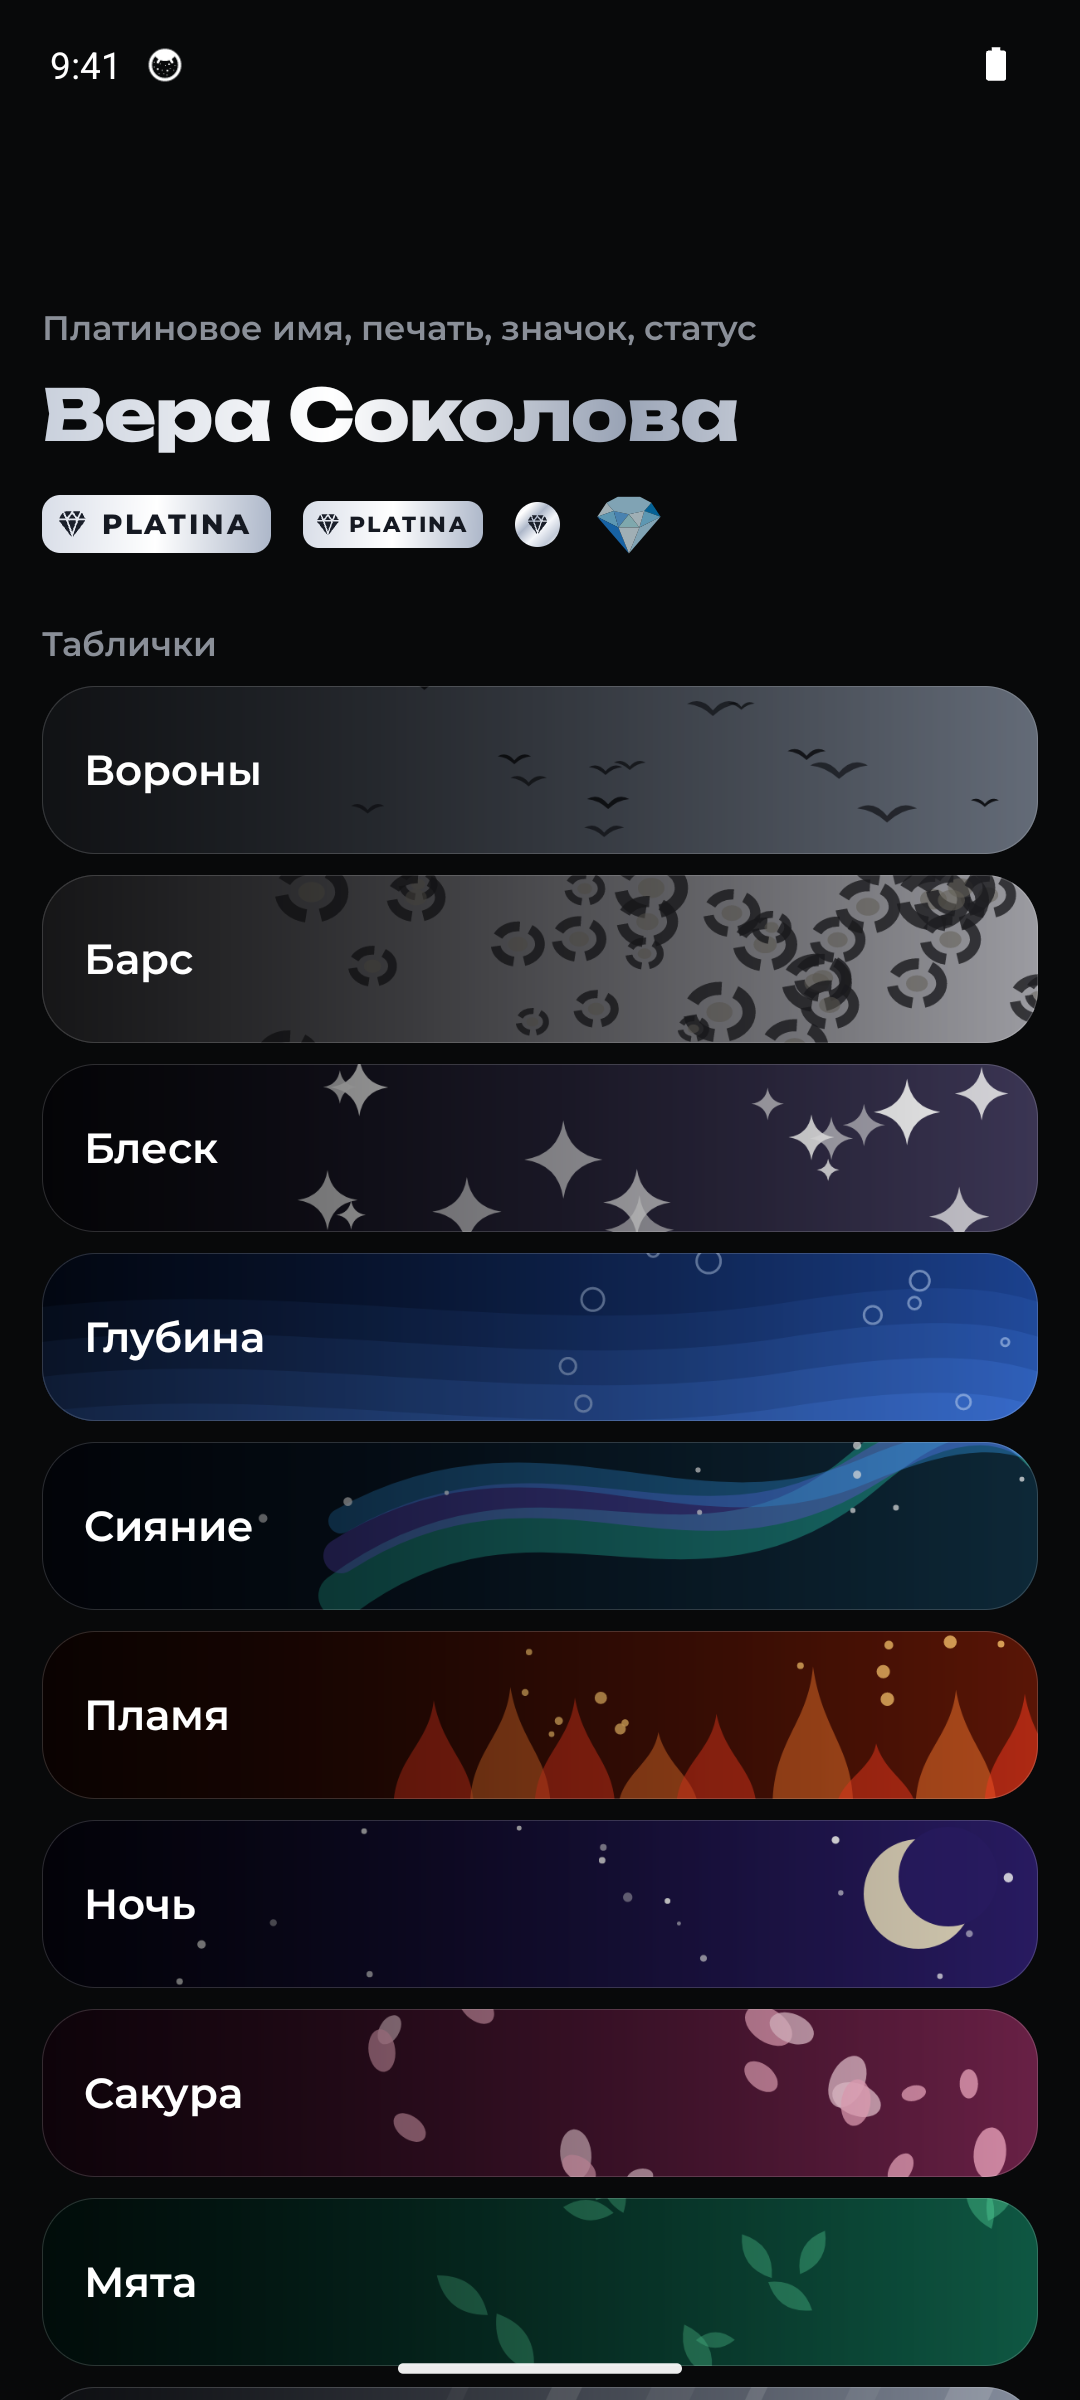 9:41
Платиновое имя, печать, значок, статус
Вера Соколова
PLATINA PLATINA
Таблички
Вороны
Барс
Блеск
Глубина
Сияние
Пламя
Ночь
Сакура
Мята